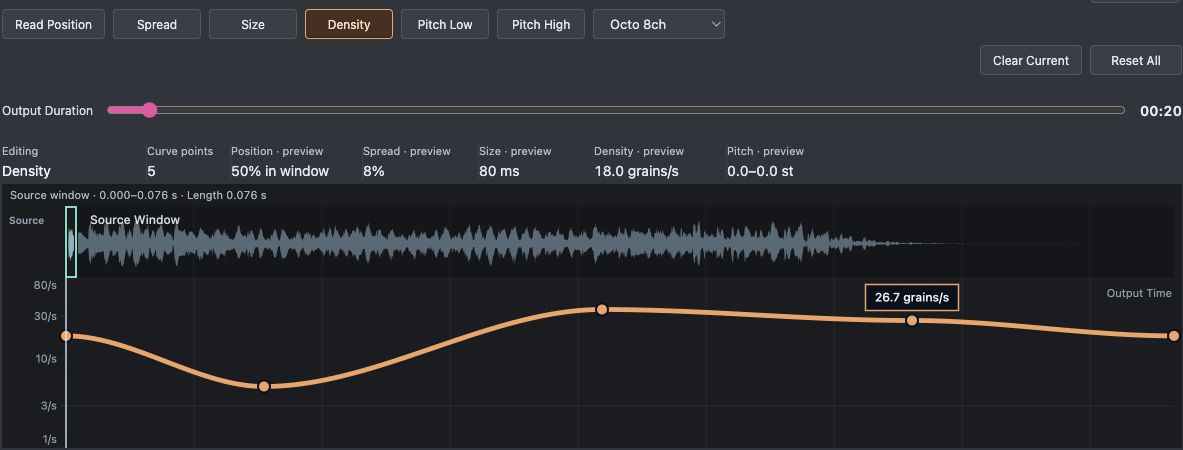 Read Position Spread Size Density Pitch Low Pitch High Octo 8ch
Clear Current Reset All
Output Duration 00:20
Editing Curve points Position · preview Spread · preview Size · preview Density · preview Pitch · preview
Density 5 50% in window 8% 80 ms 18.0 grains/s 0.0–0.0 st
Source window · 0.000–0.076 s · Length 0.076 s
Source Source Window
80/s
26.7 grains/s Output Time
30/s
10/s
3/s
1/s